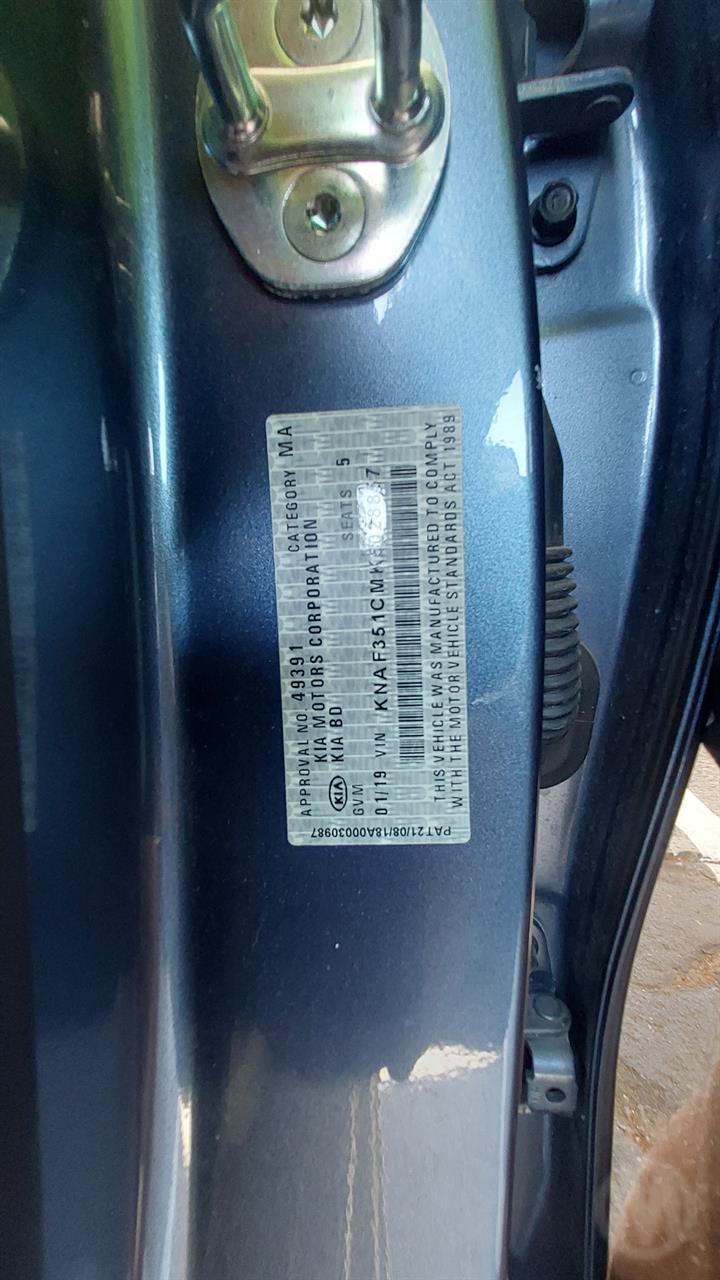 APPROVAL NO. 49391 CATEGORY MA
KIA MOTORS CORPORATION
KIA
KIA BD
GVM SEATS 5
01/19 VIN
THIS VEHICLE WAS MANUFACTURED TO COMPLY
WITH THE MOTOR VEHICLE STANDARDS ACT 1989
PAT21/08/18A000030987